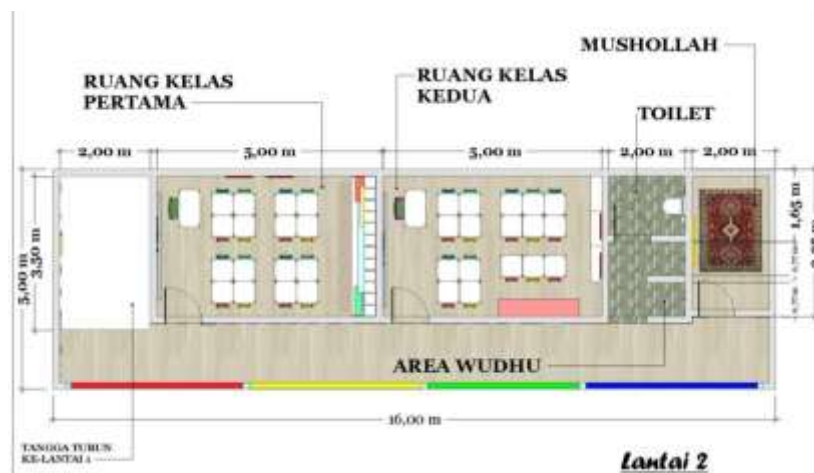 MUSHOLLAH
RUANG KELAS
PERTAMA
RUANG KELAS
KEDUA
TOILET
2,00 m
5,00 m
5,00 m
2,00 m
2,00 m
5,00 m
3,50 m
1,65 m
AREA WUDHU
16,00 m
TANGGA TURUN
KE-LANTAI 1
Lantai 2